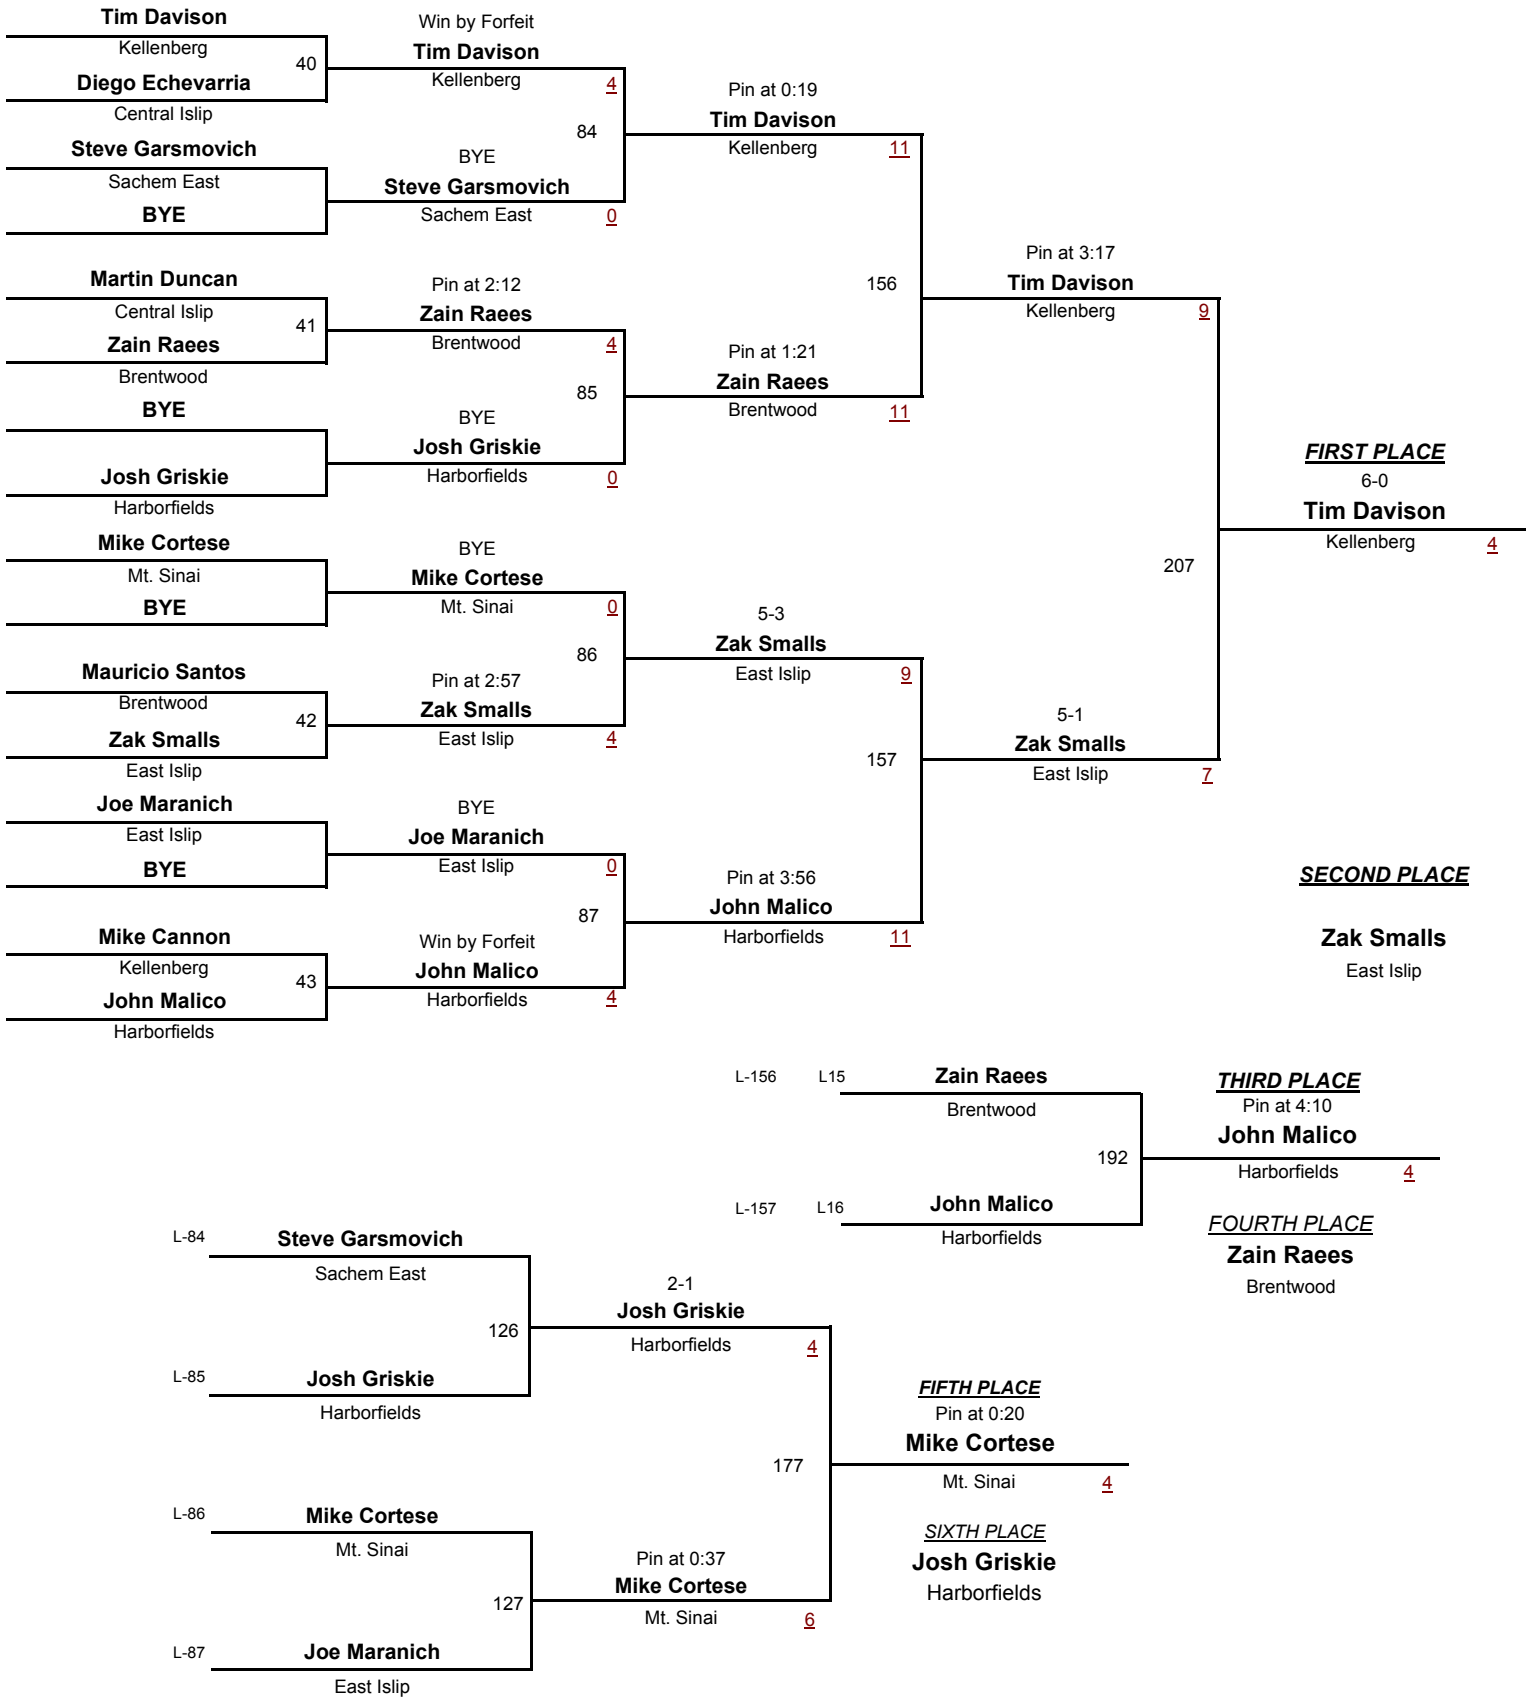 Tim Davison
Kellenberg
40
Diego Echevarria
Central Islip
Steve Garsmovich
Sachem East
BYE
Martin Duncan
Central Islip
41
Zain Raees
Brentwood
BYE
Josh Griskie
Harborfields
Mike Cortese
Mt. Sinai
BYE
Mauricio Santos
Brentwood
42
Zak Smalls
East Islip
Joe Maranich
East Islip
BYE
Mike Cannon
Kellenberg
43
John Malico
Harborfields
Win by Forfeit
Tim Davison
Kellenberg
4
84
BYE
Steve Garsmovich
Sachem East
0
Pin at 2:12
Zain Raees
Brentwood
4
85
BYE
Josh Griskie
Harborfields
0
BYE
Mike Cortese
Mt. Sinai
0
86
Pin at 2:57
Zak Smalls
East Islip
4
BYE
Joe Maranich
East Islip
0
87
Win by Forfeit
John Malico
Harborfields
4
Pin at 0:19
Tim Davison
Kellenberg
11
156
Pin at 1:21
Zain Raees
Brentwood
11
5-3
Zak Smalls
East Islip
9
157
Pin at 3:56
John Malico
Harborfields
11
Pin at 3:17
Tim Davison
Kellenberg
9
207
5-1
Zak Smalls
East Islip
7
FIRST PLACE
6-0
Tim Davison
Kellenberg
4
SECOND PLACE
Zak Smalls
East Islip
L-156
L15
Zain Raees
Brentwood
192
L-157
L16
John Malico
Harborfields
THIRD PLACE
Pin at 4:10
John Malico
Harborfields
4
FOURTH PLACE
Zain Raees
Brentwood
L-84
Steve Garsmovich
Sachem East
126
L-85
Josh Griskie
Harborfields
L-86
Mike Cortese
Mt. Sinai
127
L-87
Joe Maranich
East Islip
2-1
Josh Griskie
Harborfields
4
177
Pin at 0:37
Mike Cortese
Mt. Sinai
6
FIFTH PLACE
Pin at 0:20
Mike Cortese
Mt. Sinai
4
SIXTH PLACE
Josh Griskie
Harborfields